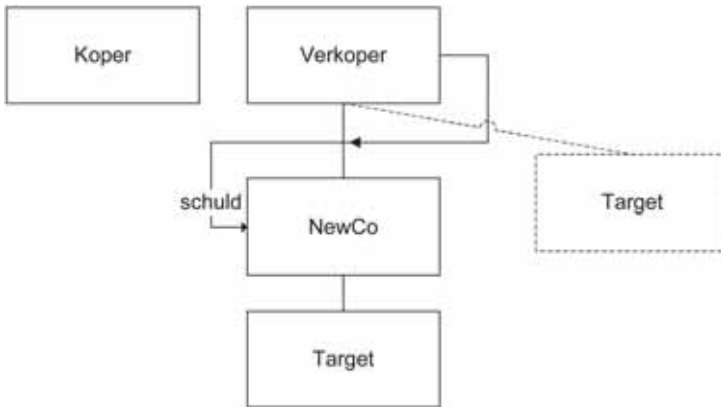 Koper
Verkoper
Target
schuld
NewCo
Target